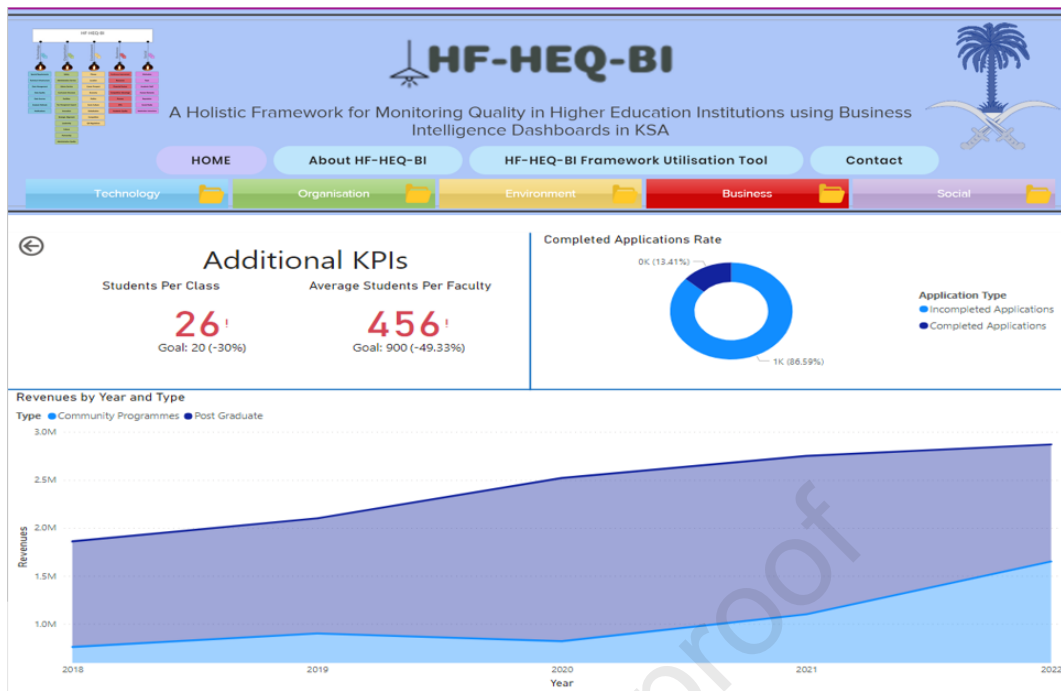 HF-HEQ-BI
HF-HEQ-BI
A Holistic Framework for Monitoring Quality in Higher Education Institutions using Business
Intelligence Dashboards in KSA
HOME
About HF-HEQ-BI
HF-HEQ-BI Framework Utilisation Tool
Contact
Technology
Organisation
Environment
Business
Social
Additional KPIs
Students Per Class
Average Students Per Faculty
26!
456!
Goal: 20 (-30%)
Goal: 900 (-49.33%)
Completed Applications Rate
0K (13.41%)
1K (86.59%)
Application Type
Incompleted Applications
Completed Applications
Revenues by Year and Type
Type Community Programmes Post Graduate
3.0M
2.5M
2.0M
1.5M
1.0M
Revenues
2018 2019 2020 2021 2022
Year
proof